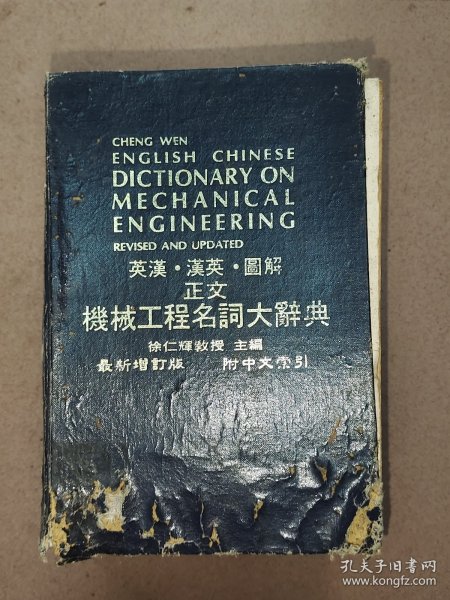 CHENG WEN
ENGLISH CHINESE
DICTIONARY ON
MECHANICAL
ENGINEERING
REVISED AND UPDATED
英漢·漢英·圖解
正文
機械工程名詞大辭典
徐仁輝教授 主編
最新增訂版 附中文索引
孔夫子旧书网
www.kongfz.com